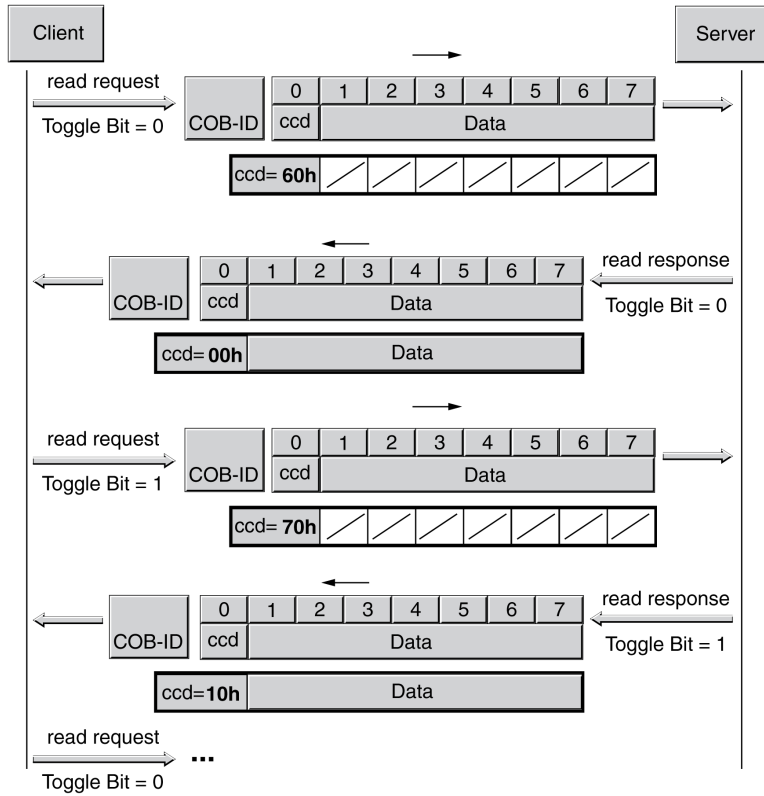 Client
Server
read request
Toggle Bit = 0
COB-ID
0 1 2 3 4 5 6 7
ccd Data
ccd= 60h
read response
Toggle Bit = 0
COB-ID
0 1 2 3 4 5 6 7
ccd Data
ccd= 00h Data
read request
Toggle Bit = 1
COB-ID
0 1 2 3 4 5 6 7
ccd Data
ccd= 70h
read response
Toggle Bit = 1
COB-ID
0 1 2 3 4 5 6 7
ccd Data
ccd=10h Data
read request
Toggle Bit = 0
...